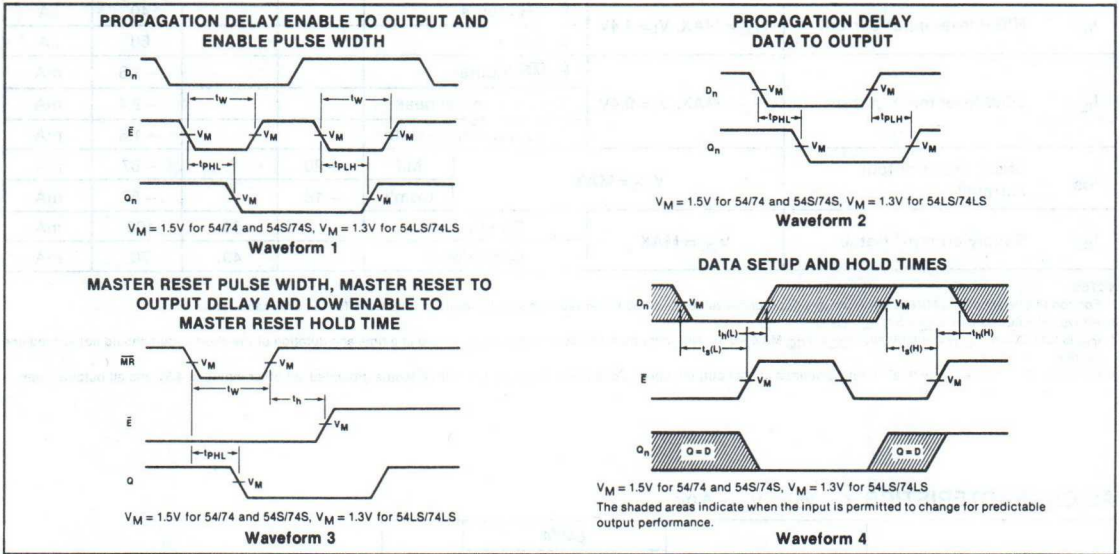 PROPAGATION DELAY ENABLE TO OUTPUT AND
ENABLE PULSE WIDTH
Dn
tW
tW
E̅
VM
VM
VM
VM
tPHL
tPLH
Qn
VM
VM
VM = 1.5V for 54/74 and 54S/74S, VM = 1.3V for 54LS/74LS
Waveform 1
PROPAGATION DELAY
DATA TO OUTPUT
Dn
VM
VM
tPHL
tPLH
Qn
VM
VM
VM = 1.5V for 54/74 and 54S/74S, VM = 1.3V for 54LS/74LS
Waveform 2
MASTER RESET PULSE WIDTH, MASTER RESET TO
OUTPUT DELAY AND LOW ENABLE TO
MASTER RESET HOLD TIME
M̅R̅
VM
VM
tW
th
E̅
VM
tPHL
Q
VM
VM = 1.5V for 54/74 and 54S/74S, VM = 1.3V for 54LS/74LS
Waveform 3
DATA SETUP AND HOLD TIMES
Dn
VM
VM
th(L)
th(H)
ts(L)
ts(H)
E̅
VM
VM
Qn
Q = D
Q = D
VM = 1.5V for 54/74 and 54S/74S, VM = 1.3V for 54LS/74LS
The shaded areas indicate when the input is permitted to change for predictable
output performance.
Waveform 4